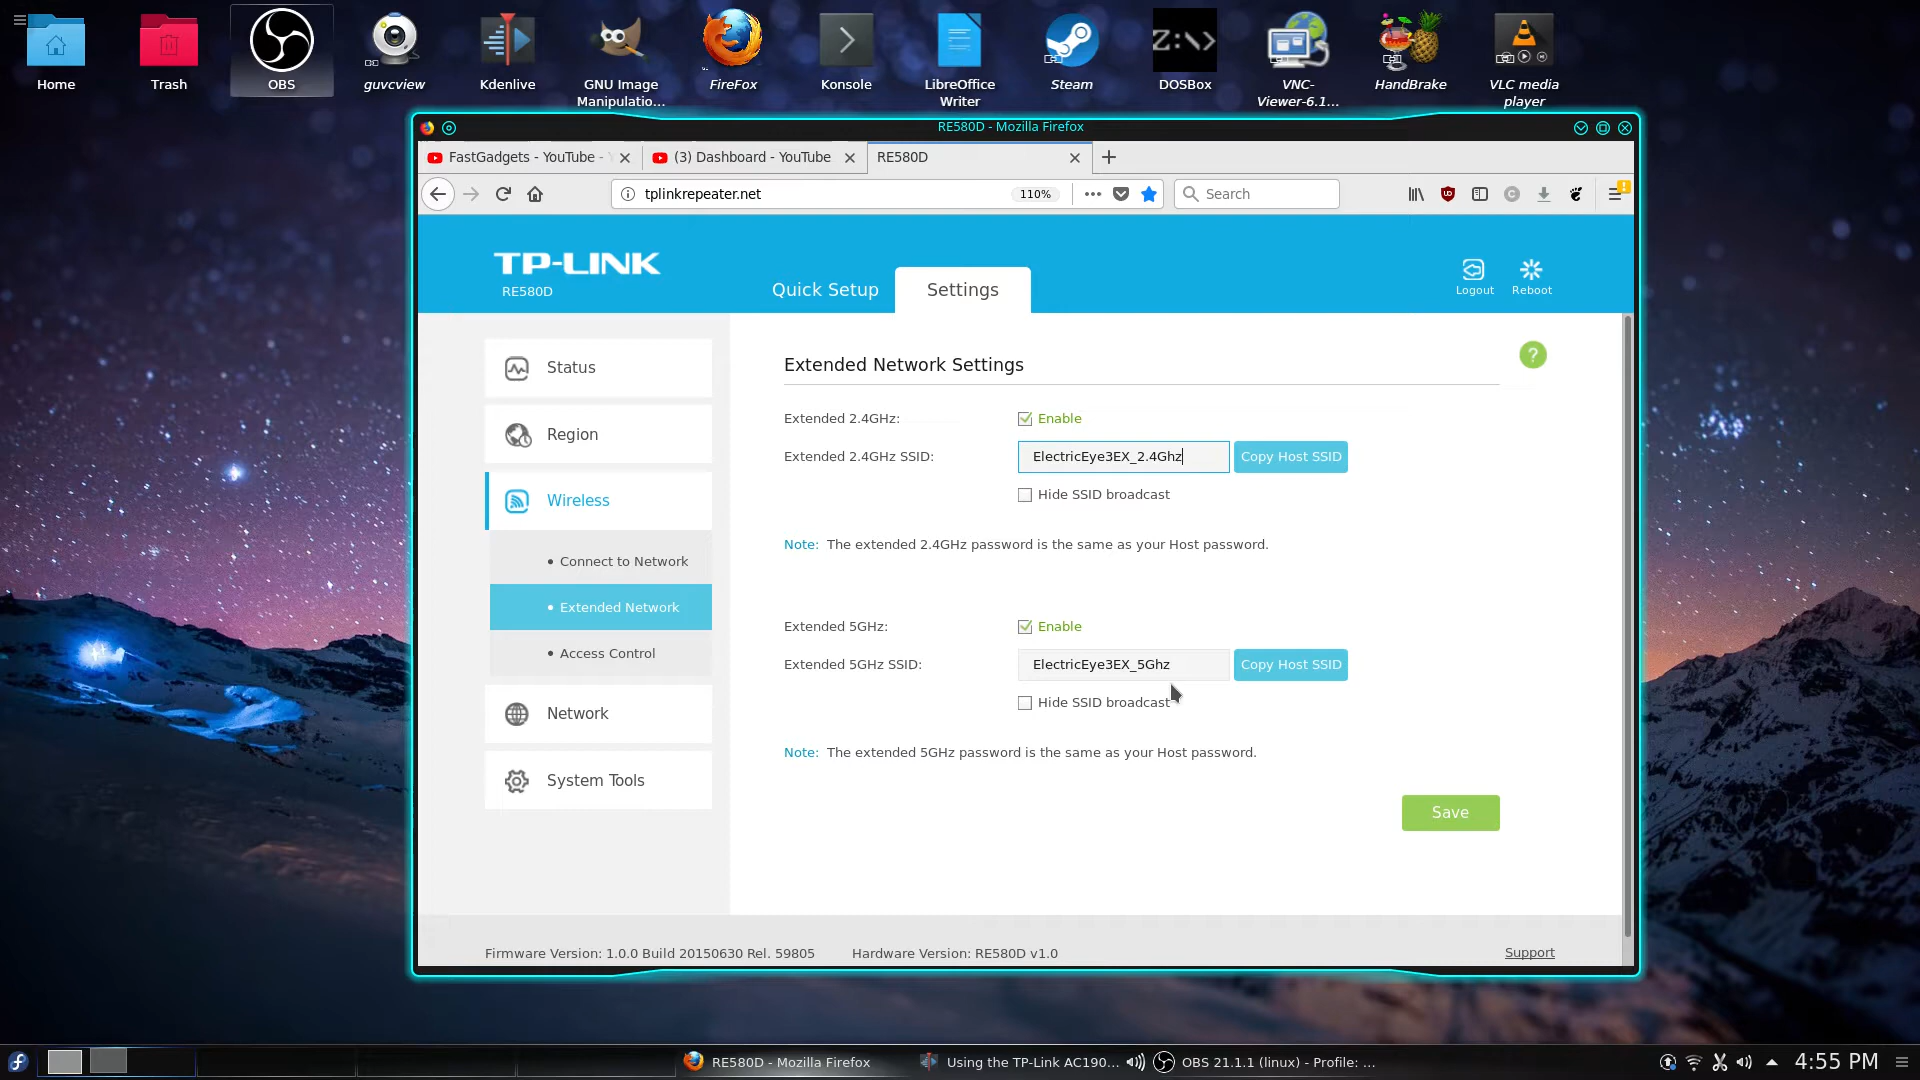 Home
Trash
OBS
guvcview
Kdenlive
GNU Image
Manipulatio...
FireFox
Konsole
LibreOffice
Writer
Steam
Z:\>
DOSBox
VNC-
Viewer-6.1...
HandBrake
VLC media
player
RE580D - Mozilla Firefox
FastGadgets - YouTube -
(3) Dashboard - YouTube
RE580D
tplinkrepeater.net
110%
Search
TP-LINK
RE580D
Quick Setup
Settings
Logout
Reboot
Status
Region
Wireless
• Connect to Network
• Extended Network
• Access Control
Network
System Tools
Extended Network Settings
?
Extended 2.4GHz:
Enable
Extended 2.4GHz SSID:
ElectricEye3EX_2.4Ghz
Copy Host SSID
Hide SSID broadcast
Note: The extended 2.4GHz password is the same as your Host password.
Extended 5GHz:
Enable
Extended 5GHz SSID:
ElectricEye3EX_5Ghz
Copy Host SSID
Hide SSID broadcast
Note: The extended 5GHz password is the same as your Host password.
Save
Firmware Version: 1.0.0 Build 20150630 Rel. 59805
Hardware Version: RE580D v1.0
Support
RE580D - Mozilla Firefox
Using the TP-Link AC190...
OBS 21.1.1 (linux) - Profile: ...
4:55 PM